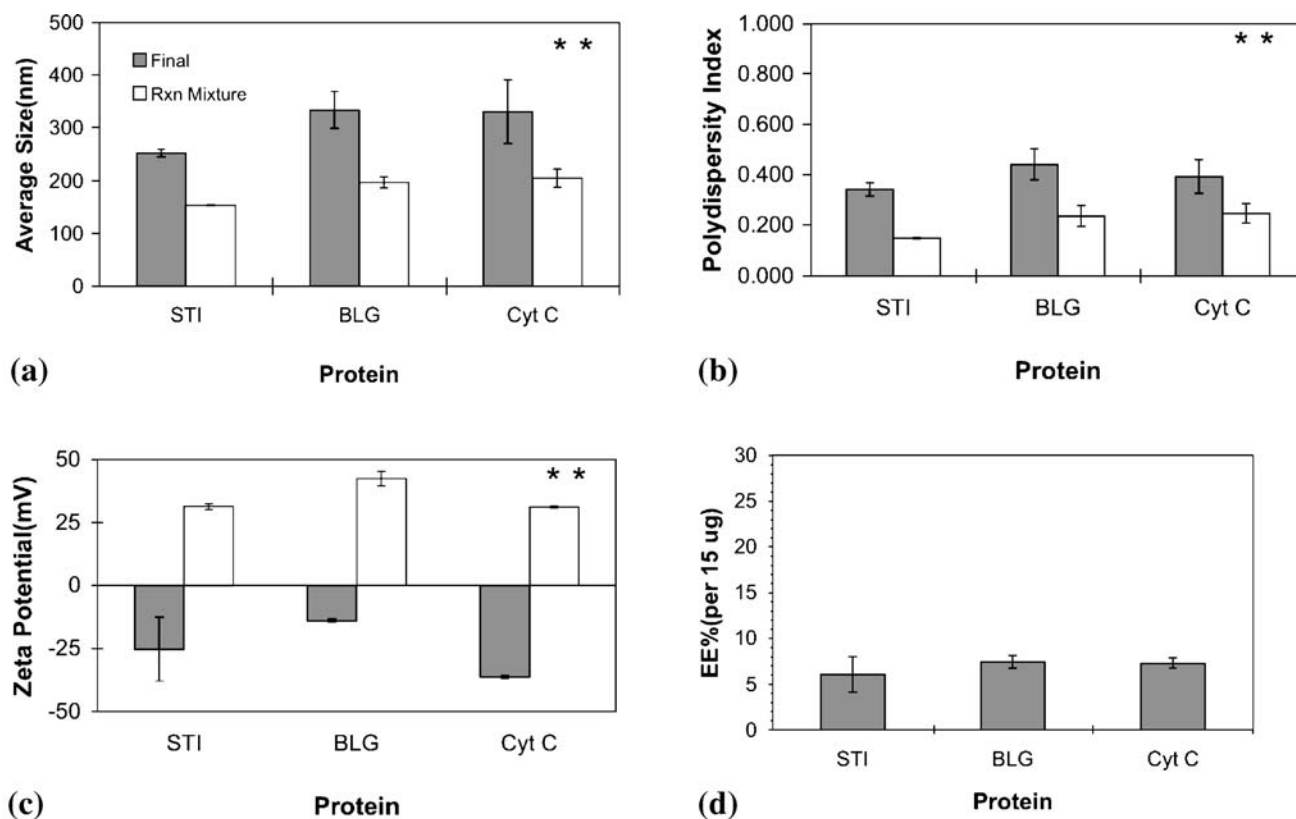 500
400
300
200
100
0
Average Size(nm)
Final
Rxn Mixture
* *
STI BLG Cyt C
(a) Protein
1.000
0.800
0.600
0.400
0.200
0.000
Polydispersity Index
* *
STI BLG Cyt C
(b) Protein
50
25
0
-25
-50
Zeta Potential(mV)
* *
STI BLG Cyt C
(c) Protein
30
25
20
15
10
5
0
EE%(per 15 ug)
STI BLG Cyt C
(d) Protein